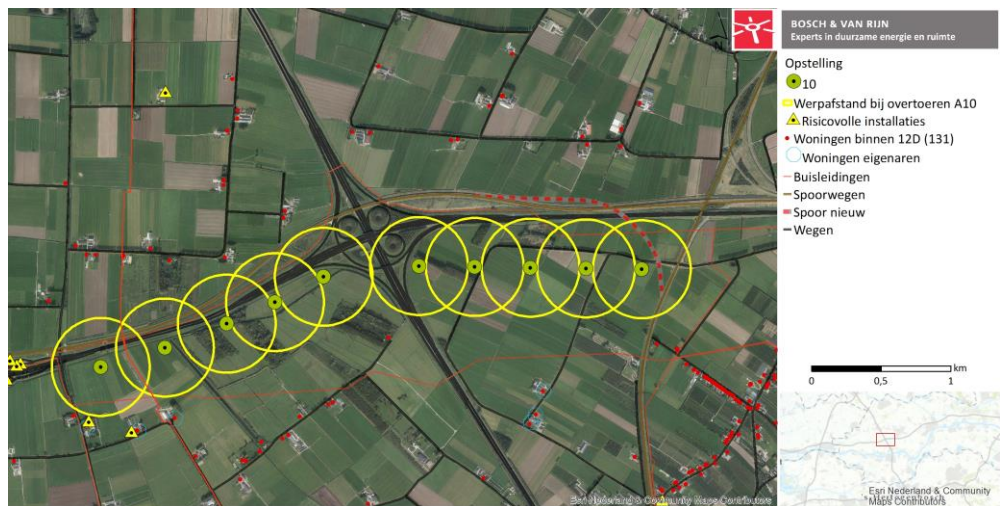 BOSCH & VAN RIJN
Experts in duurzame energie en ruimte
Opstelling
10
Werpafstand bij overtoeren A10
Risicovolle installaties
Woningen binnen 12D (131)
Woningen eigenaren
Buisleidingen
Spoorwegen
Spoor nieuw
Wegen
km
0 0,5 1
Esri Nederland & Community Maps Contributors
Esri Nederland & Community
Maps Contributors